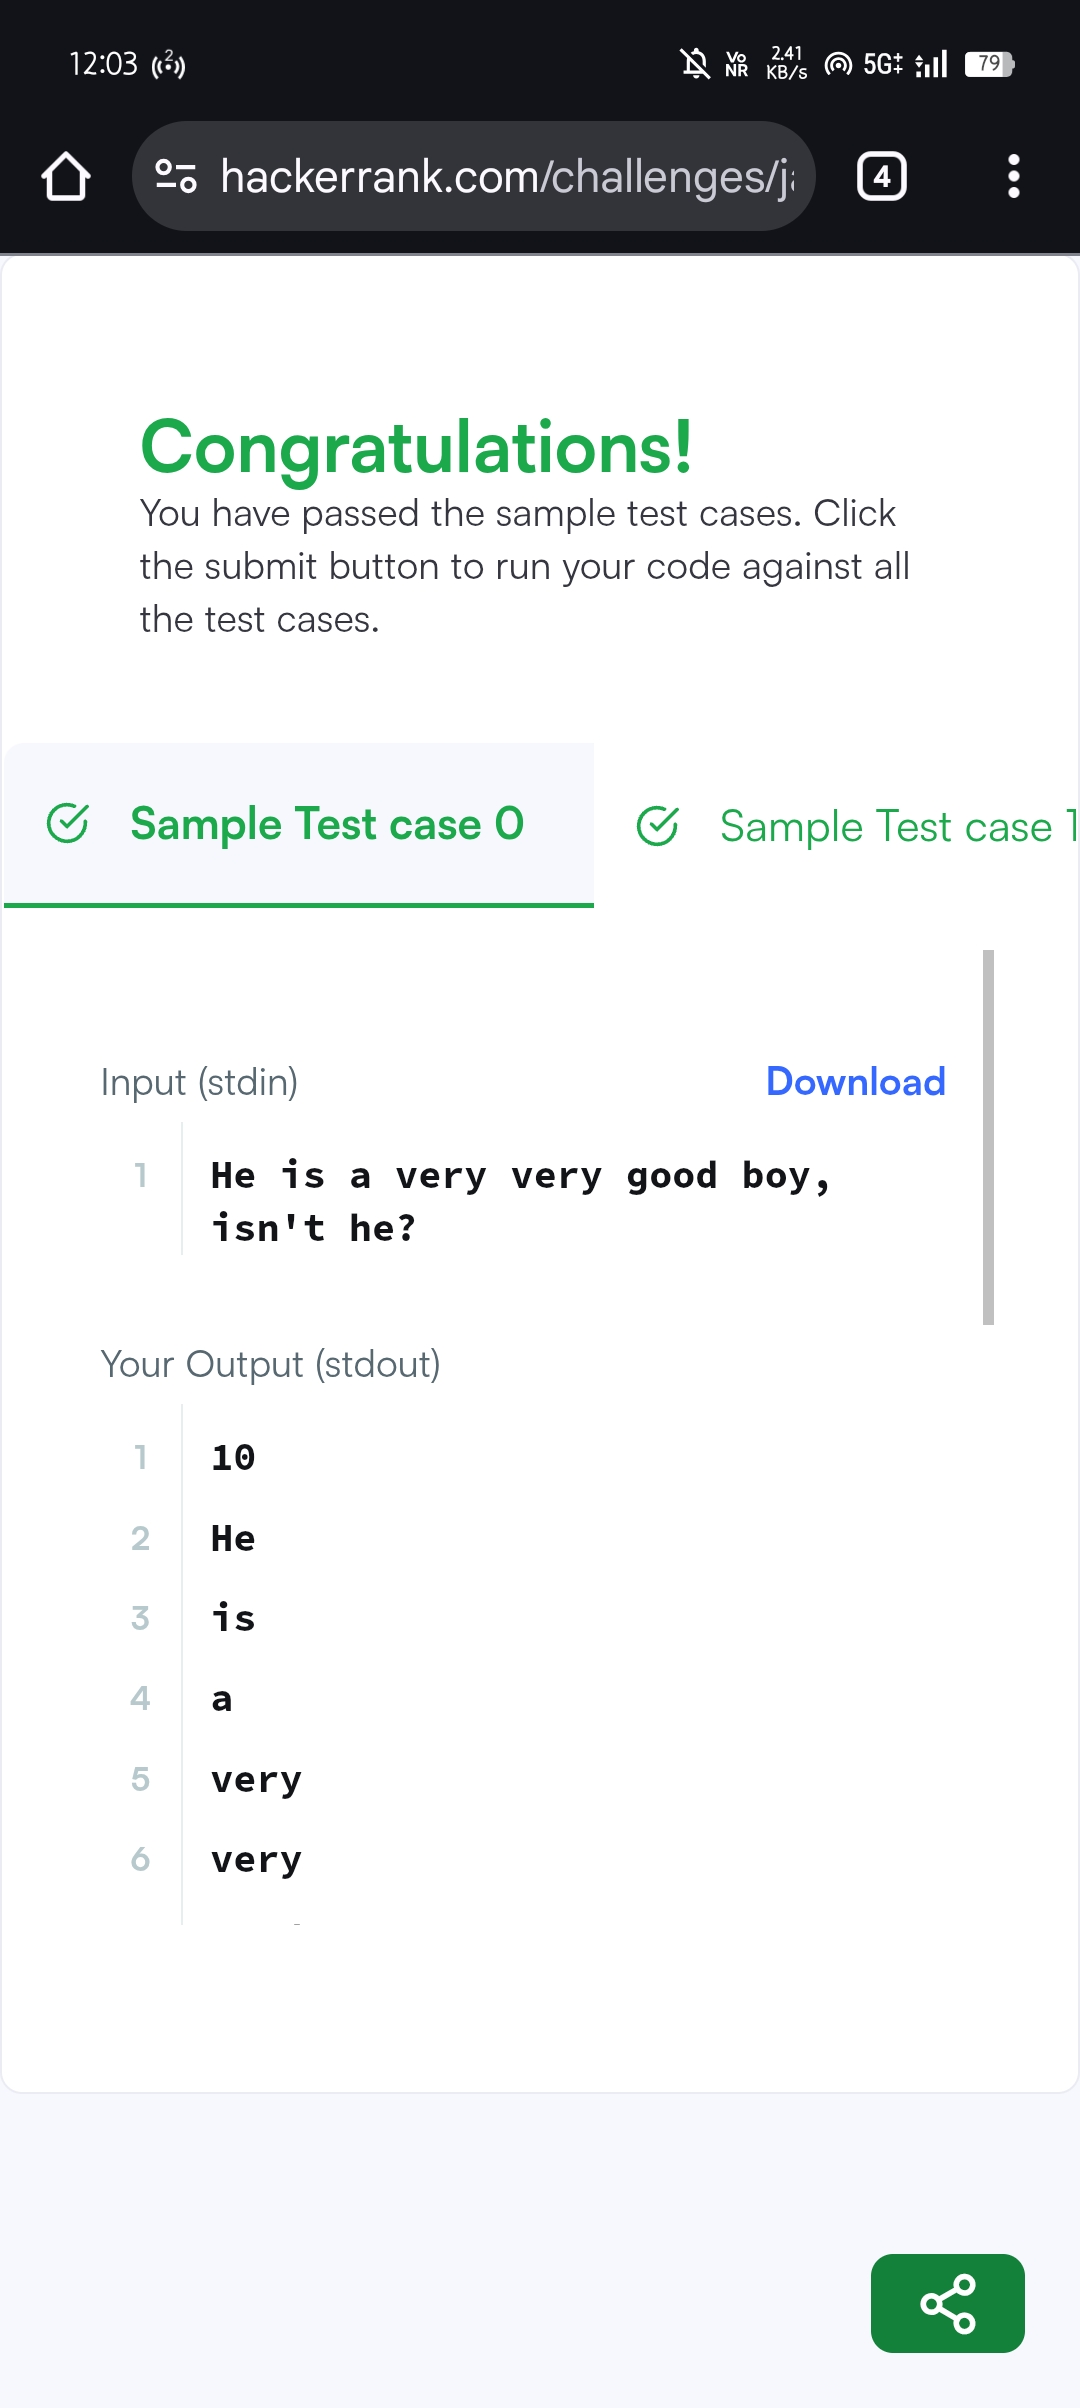 12:03 2 Vo NR 2.41 KB/s 5G 79
hackerrank.com/challenges/j
4
Congratulations!
You have passed the sample test cases. Click
the submit button to run your code against all
the test cases.
Sample Test case 0
Sample Test case 1
Input (stdin)
Download
1 He is a very very good boy,
isn't he?
Your Output (stdout)
1 10
2 He
3 is
4 a
5 very
6 very